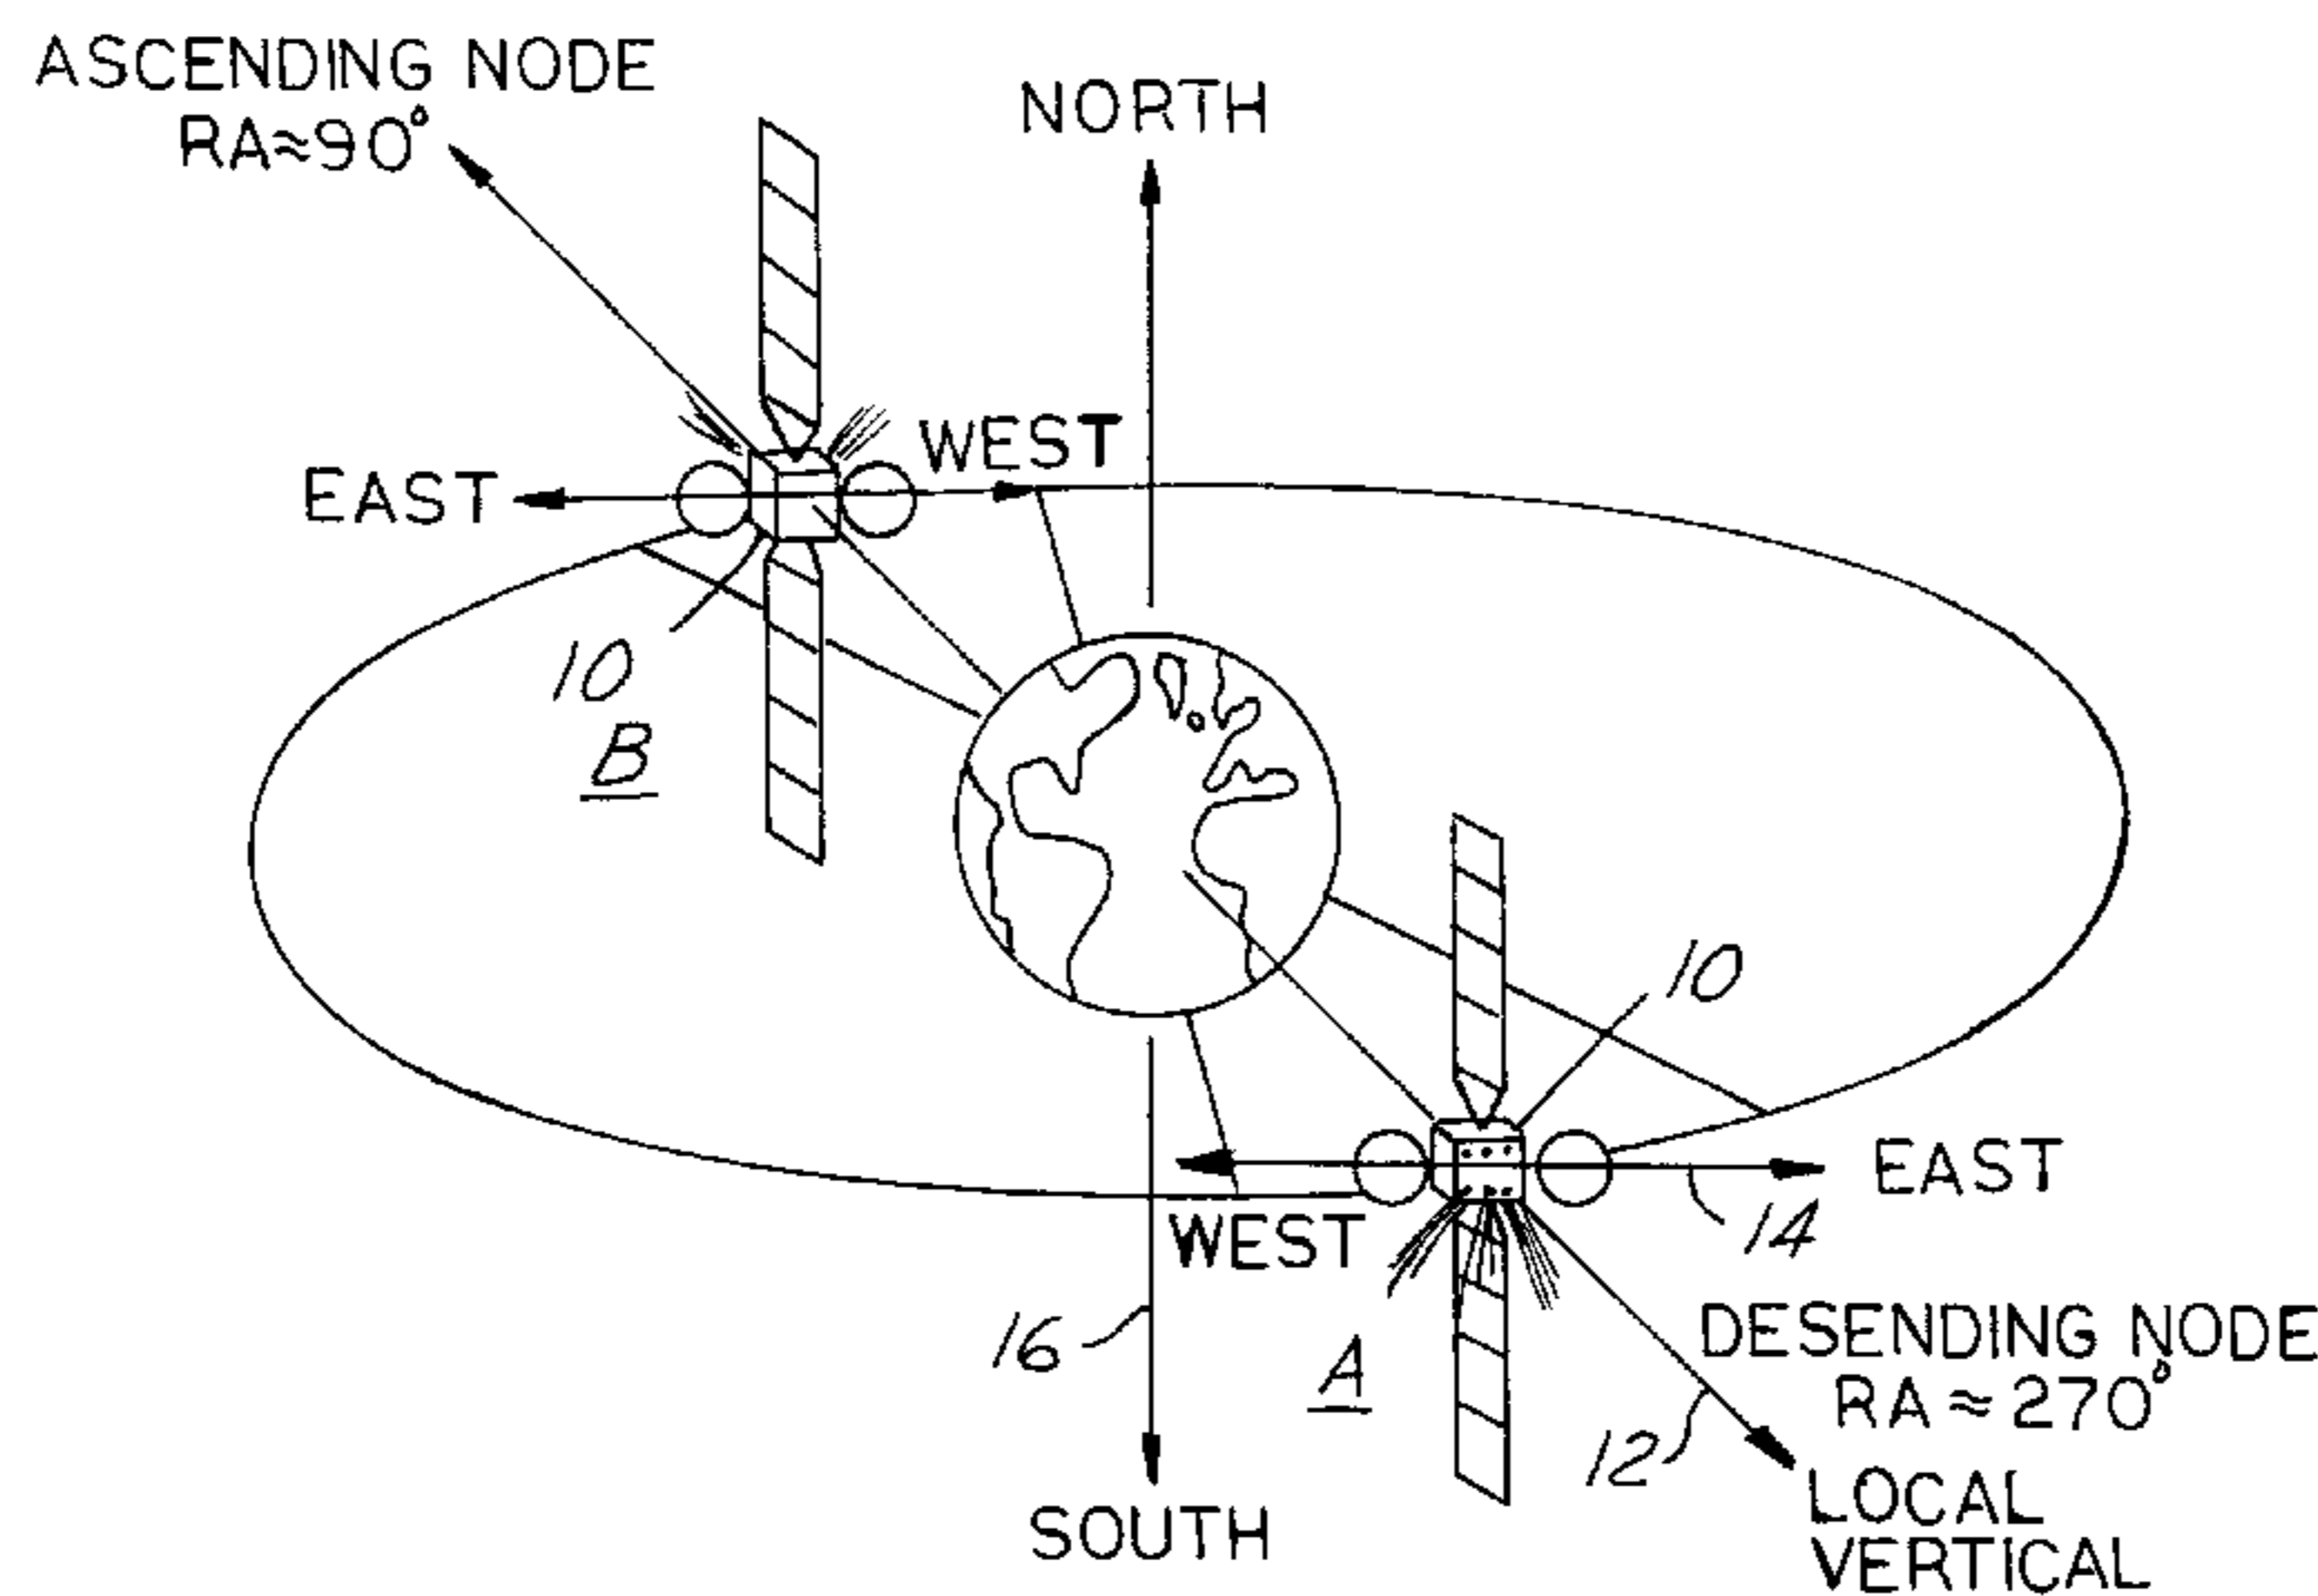 ASCENDING NODE
RA≈90°
NORTH
WEST
EAST
10
B
10
EAST
14
WEST
16
A
DESENDING NODE
RA≈270°
12
LOCAL
VERTICAL
SOUTH